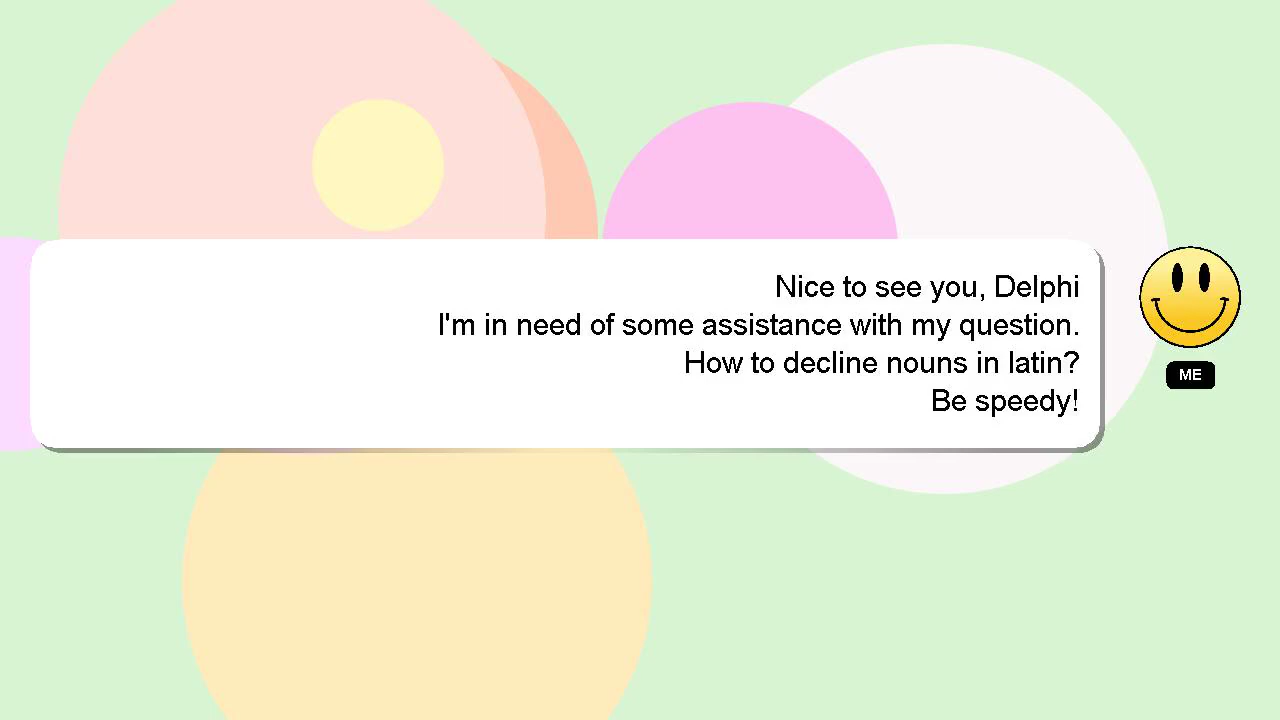 Nice to see you, Delphi
I'm in need of some assistance with my question.
How to decline nouns in latin?
Be speedy!
ME